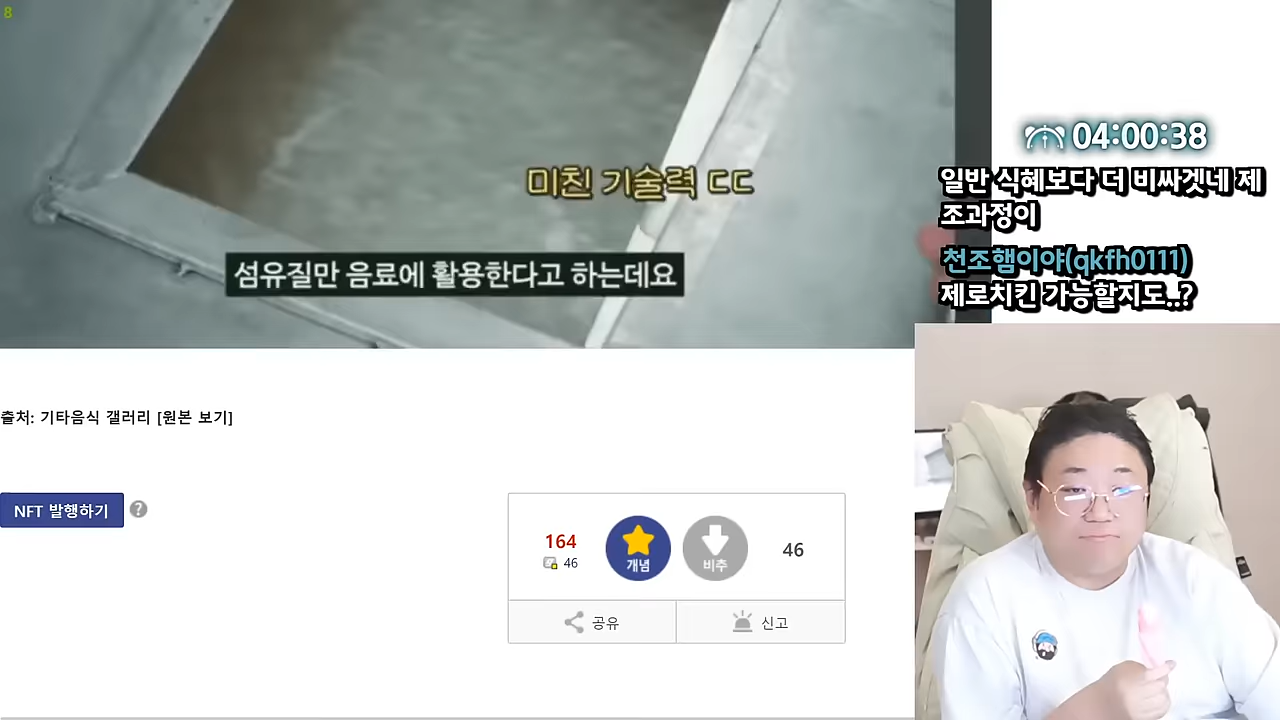 8
미친 기술력 ㄷㄷ
섬유질만 음료에 활용한다고 하는데요
04:00:38
일반 식혜보다 더 비싸겟네 제
조과정이
천조햄이야(qkfh0111)
제로치킨 가능할지도..?
출처: 기타음식 갤러리 [원본 보기]
NFT 발행하기 ?
164
46
개념
비추
46
공유
신고